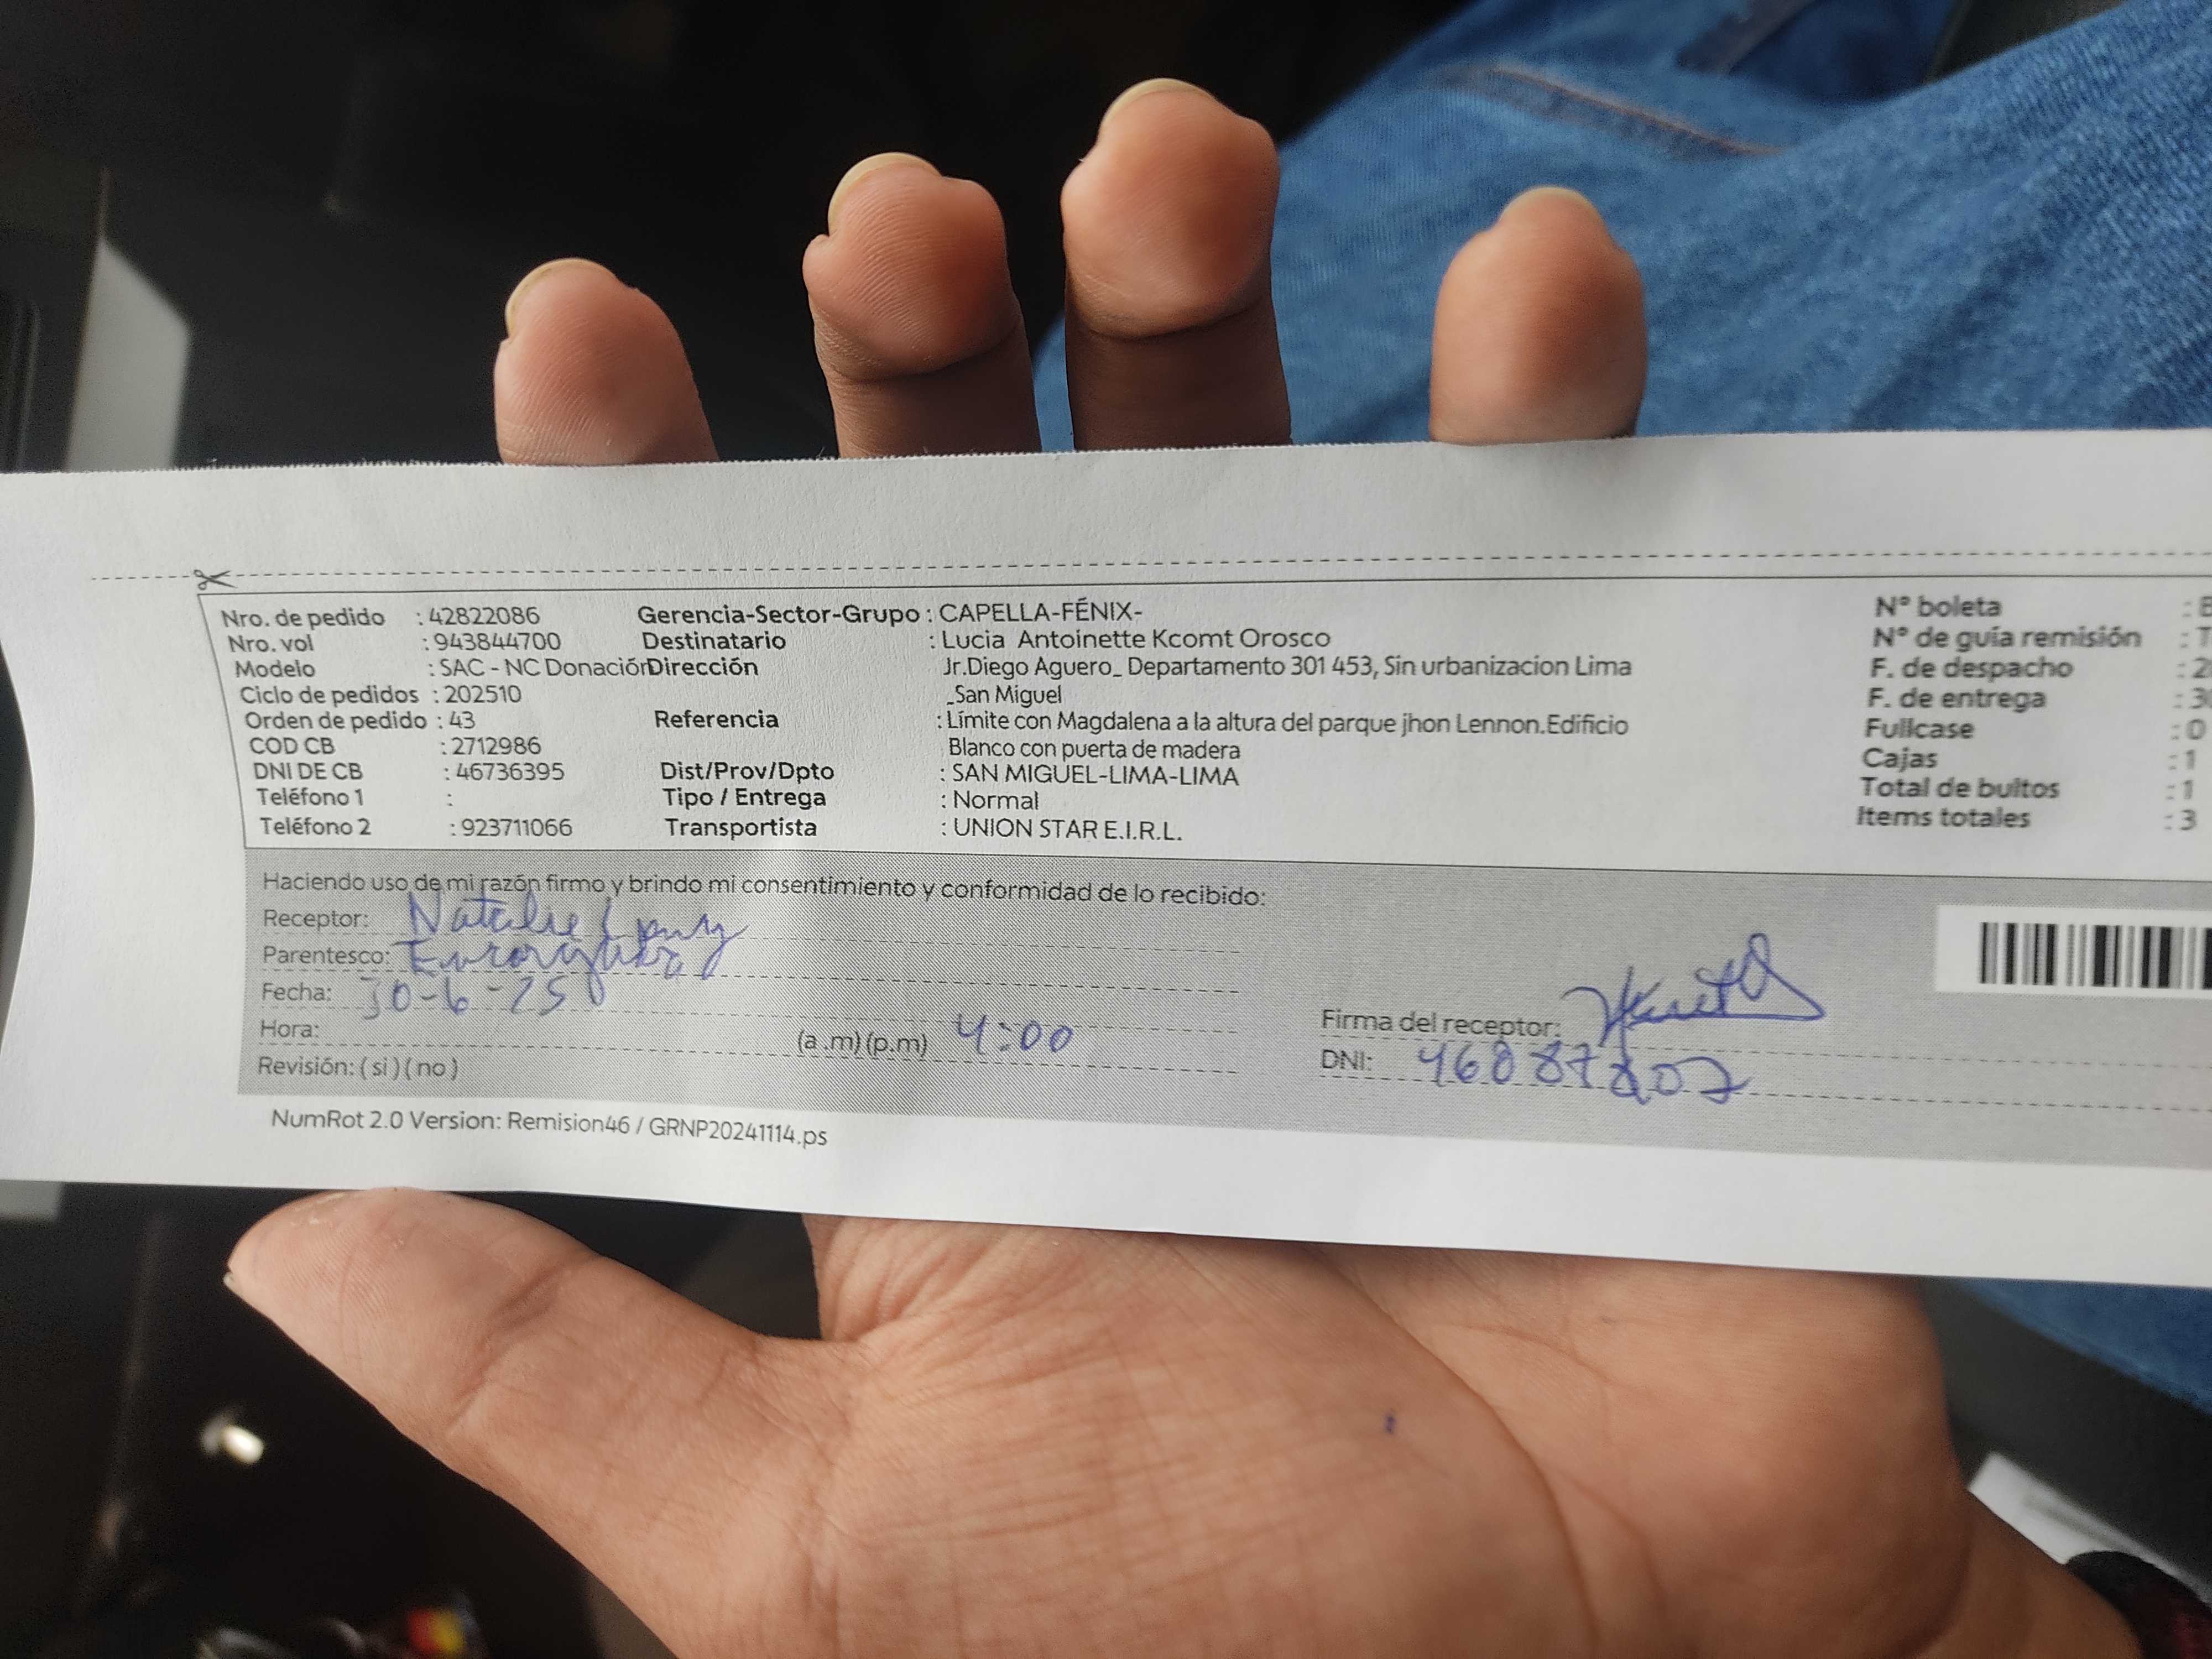 Nro. de pedido : 42822086 Gerencia-Sector-Grupo : CAPELLA-FÉNIX- N° boleta :
Nro. vol : 943844700 Destinatario : Lucia Antoinette Kcomt Orosco N° de guía remisión : T
Modelo : SAC - NC Donación Dirección Jr.Diego Aguero_ Departamento 301 453, Sin urbanizacion Lima F. de despacho : 2
Ciclo de pedidos : 202510 _San Miguel F. de entrega : 30
Orden de pedido : 43 Referencia : Límite con Magdalena a la altura del parque jhon Lennon.Edificio Fullcase : 0
COD CB : 2712986 Blanco con puerta de madera Cajas : 1
DNI DE CB : 46736395 Dist/Prov/Dpto : SAN MIGUEL-LIMA-LIMA Total de bultos : 1
Teléfono 1 : Tipo / Entrega : Normal Items totales : 3
Teléfono 2 : 923711066 Transportista : UNION STAR E.I.R.L.
Haciendo uso de mi razón firmo y brindo mi consentimiento y conformidad de lo recibido:
Receptor: Natalie
Parentesco:
Fecha: 30-6-25
Hora: (a .m) (p.m) 4:00 Firma del receptor:
Revisión: ( si ) ( no ) DNI:
NumRot 2.0 Version: Remision46 / GRNP20241114.ps